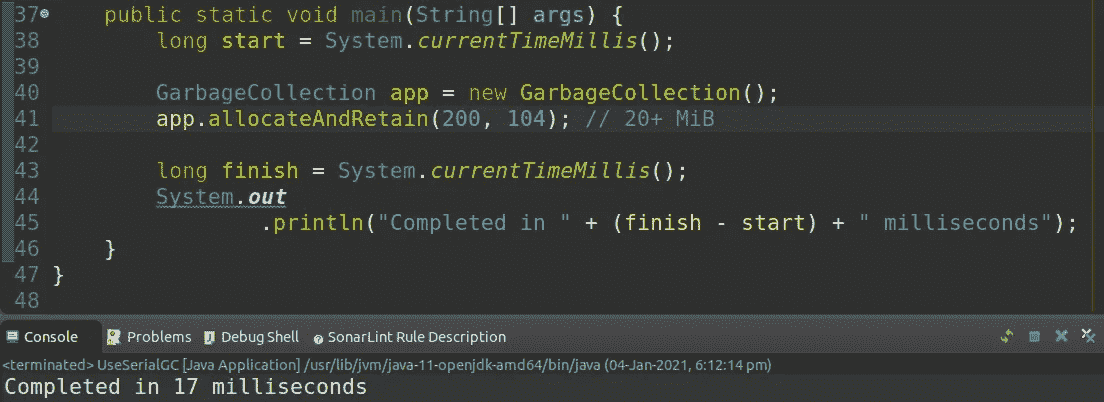 37 public static void main(String[] args) {
38 long start = System.currentTimeMillis();
39
40 GarbageCollection app = new GarbageCollection();
41 app.allocateAndRetain(200, 104); // 20+ MiB
42
43 long finish = System.currentTimeMillis();
44 System.out
45 .println("Completed in " + (finish - start) + " milliseconds");
46 }
47 }
48
Console Problems Debug Shell SonarLint Rule Description
<terminated> UseSerialGC [Java Application] /usr/lib/jvm/java-11-openjdk-amd64/bin/java (04-Jan-2021, 6:12:14 pm)
Completed in 17 milliseconds